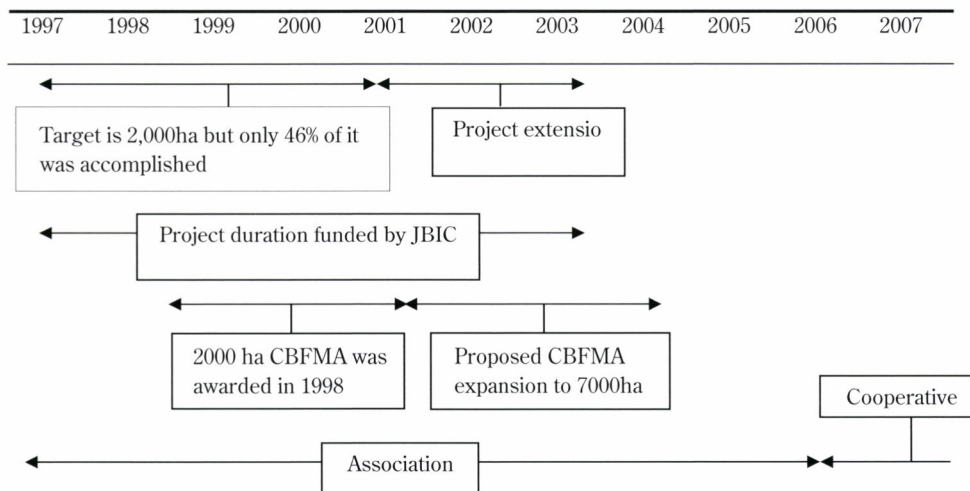 1997 1998 1999 2000 2001 2002 2003 2004 2005 2006 2007
Target is 2,000ha but only 46% of it
was accomplished
Project extensio
Project duration funded by JBIC
2000 ha CBFMA was
awarded in 1998
Proposed CBFMA
expansion to 7000ha
Cooperative
Association